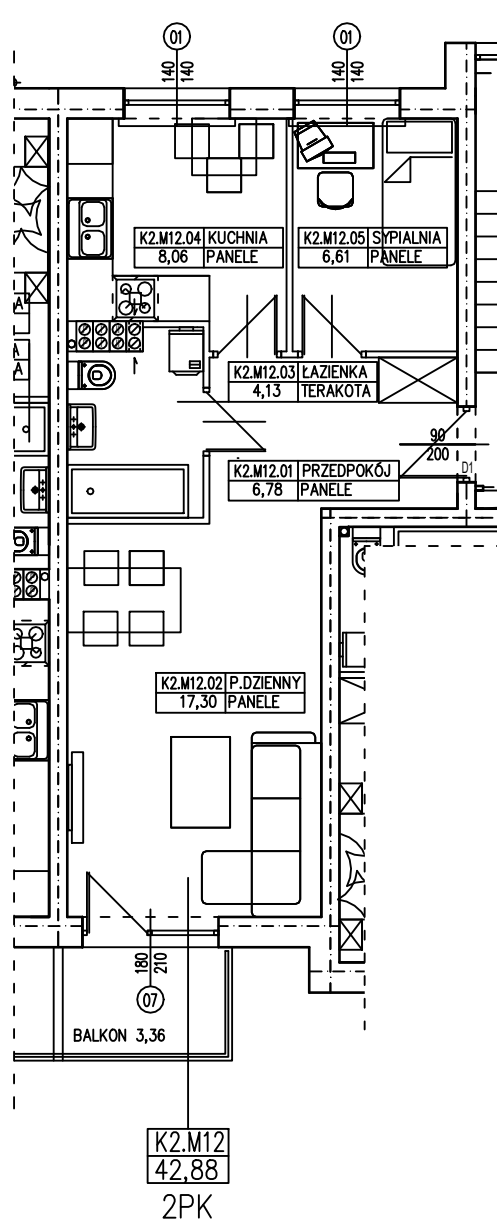 01 01
140
140
140
140
K2.M12.04 KUCHNIA
8,06 PANELE
K2.M12.05 SYPIALNIA
6,61 PANELE
A
A
A
K2.M12.03 ŁAZIENKA
4,13 TERAKOTA
90
200
D1
K2.M12.01 PRZEDPOKÓJ
6,78 PANELE
K2.M12.02 P.DZIENNY
17,30 PANELE
180
210
07
BALKON 3,36
K2.M12
42,88
2PK